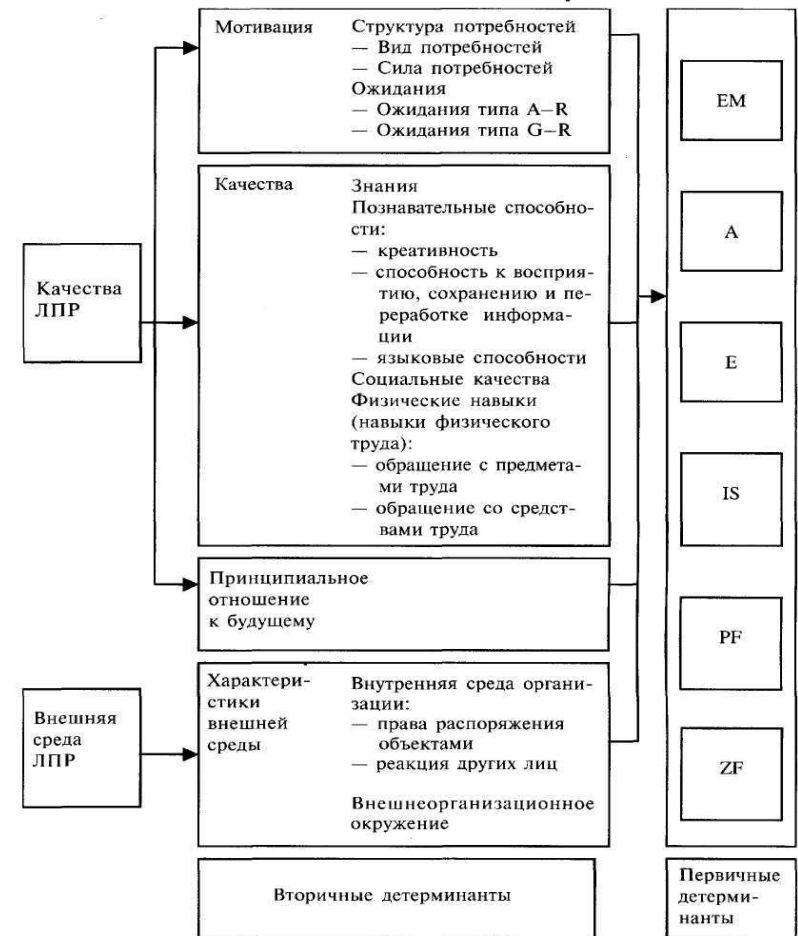 Мотивация
Структура потребностей
— Вид потребностей
— Сила потребностей
Ожидания
— Ожидания типа A—R
— Ожидания типа G—R
Качества
Знания
Познавательные способно-
сти:
— креативность
— способность к восприя-
тию, сохранению и пе-
реработке информа-
ции
— языковые способности
Социальные качества
Физические навыки
(навыки физического
труда):
— обращение с предмета-
ми труда
— обращение со средст-
вами труда
Качества
ЛПР
Принципиальное
отношение
к будущему
Внешняя
среда
ЛПР
Характери-
стики
внешней
среды
Внутренняя среда органи-
зации:
— права распоряжения
объектами
— реакция других лиц
Внешнеорганизационное
окружение
EM
A
E
IS
PF
ZF
Вторичные детерминанты
Первичные
детерми-
нанты